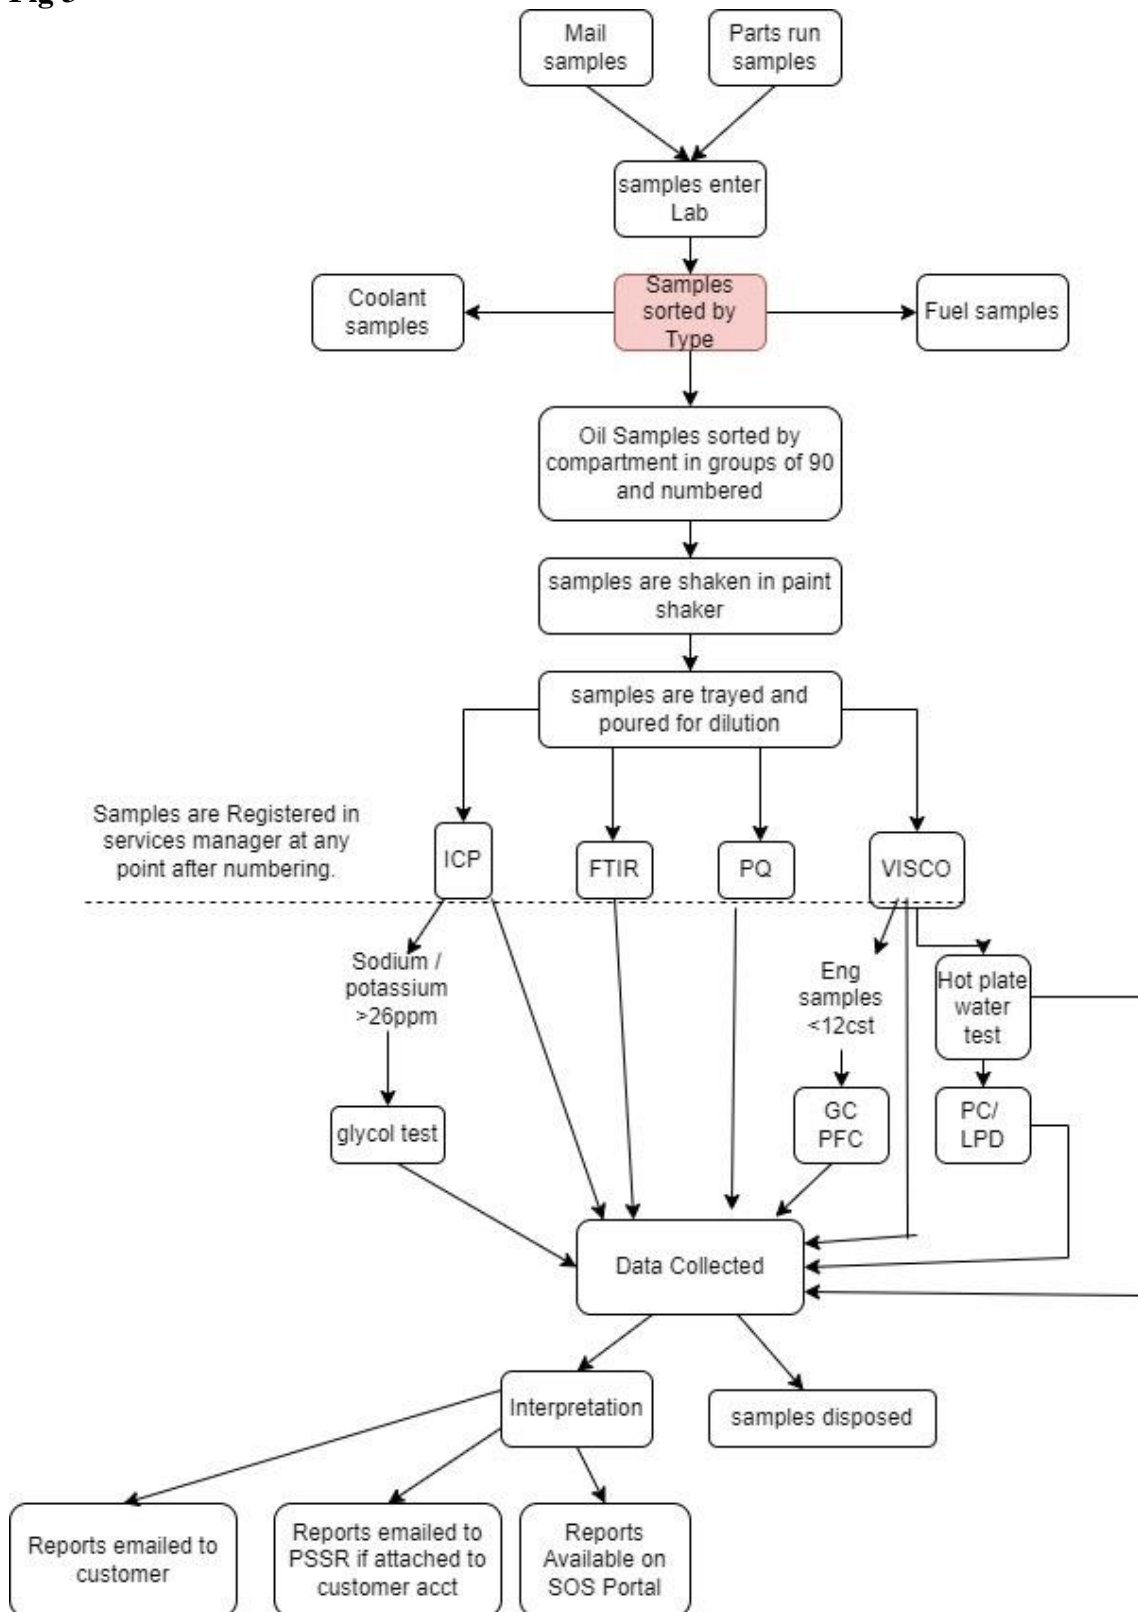 Mail
samples
Parts run
samples
samples enter
Lab
Coolant
samples
Samples
sorted by
Type
Fuel samples
Oil Samples sorted by
compartment in groups of 90
and numbered
samples are shaken in paint
shaker
samples are trayed and
poured for dilution
Samples are Registered in
services manager at any
point after numbering.
ICP
FTIR
PQ
VISCO
Sodium /
potassium
>26ppm
Eng
samples
<12cst
Hot plate
water
test
glycol test
GC
PFC
PC/
LPD
Data Collected
Interpretation
samples disposed
Reports emailed to
customer
Reports emailed to
PSSR if attached to
customer acct
Reports
Available on
SOS Portal